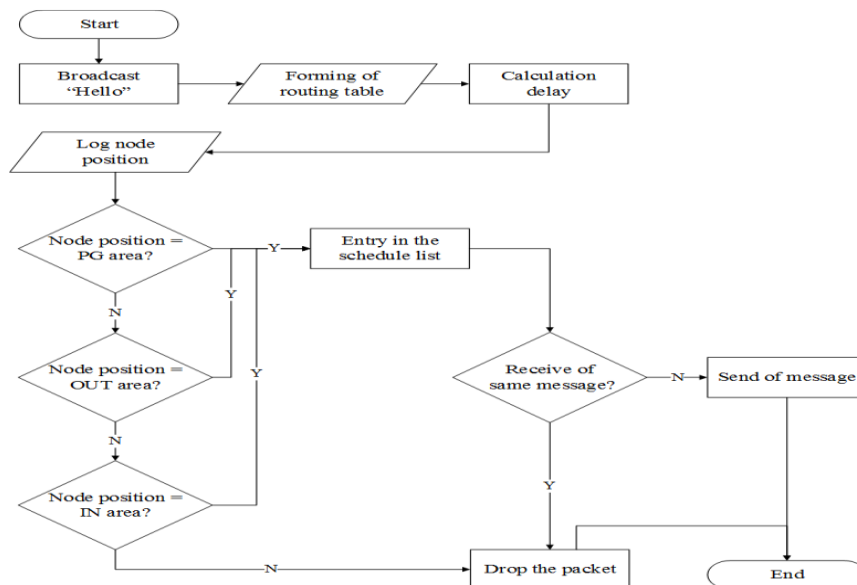 Start
Broadcast
“Hello”
Forming of
routing table
Calculation
delay
Log node
position
Node position =
PG area?
Y
Entry in the
schedule list
N
Y
Node position =
OUT area?
Y
Receive of
same message?
N
Send of message
N
Node position =
IN area?
Y
N
Drop the packet
End